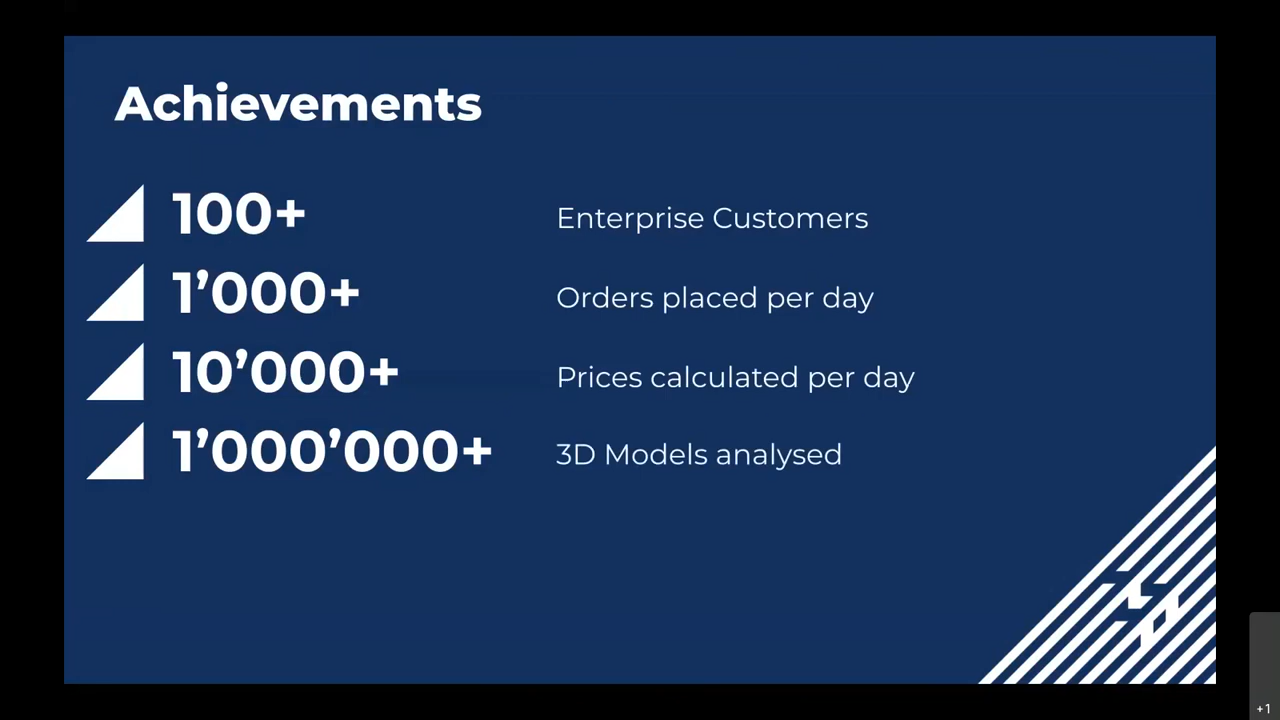 Achievements
100+ Enterprise Customers
1’000+ Orders placed per day
10’000+ Prices calculated per day
1’000’000+ 3D Models analysed
+1